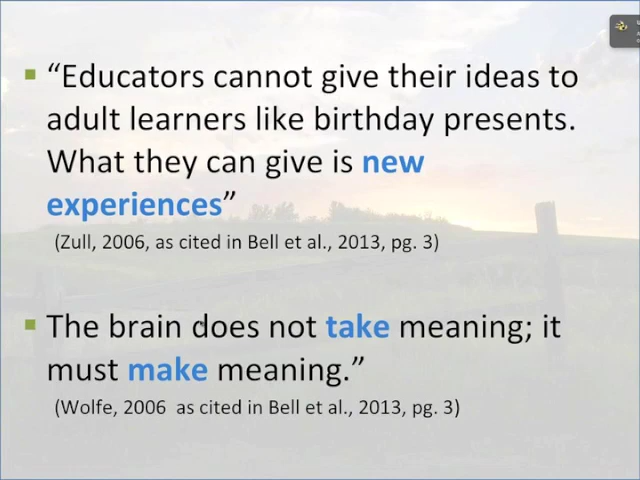 “Educators cannot give their ideas to
adult learners like birthday presents.
What they can give is new
experiences”
(Zull, 2006, as cited in Bell et al., 2013, pg. 3)
The brain does not take meaning; it
must make meaning.”
(Wolfe, 2006  as cited in Bell et al., 2013, pg. 3)